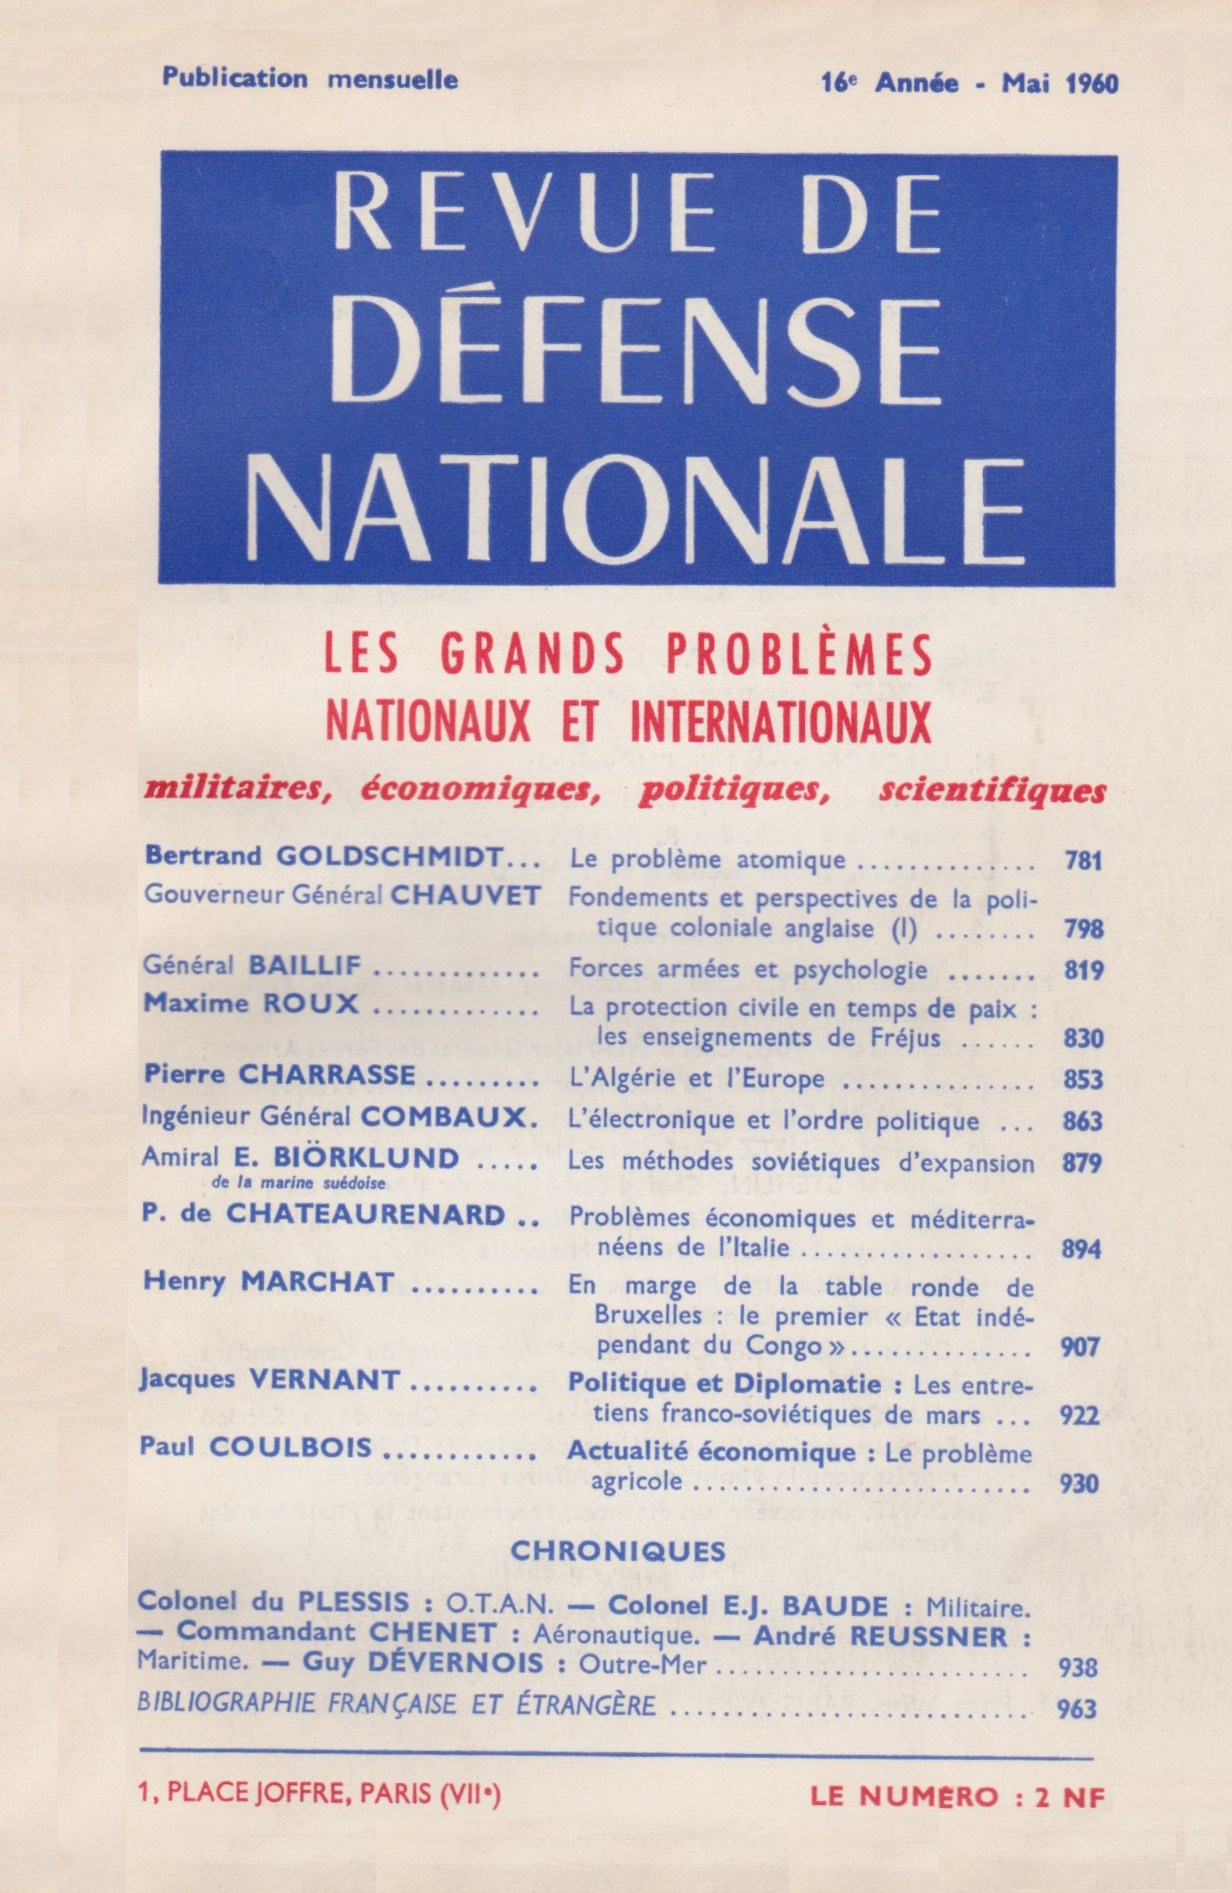 Publication mensuelle
16e Année - Mai 1960
REVUE DE
DÉFENSE
NATIONALE
LES GRANDS PROBLÈMES
NATIONAUX ET INTERNATIONAUX
militaires, économiques, politiques, scientifiques
Bertrand GOLDSCHMIDT... Le problème atomique .............. 781
Gouverneur Général CHAUVET Fondements et perspectives de la poli-
tique coloniale anglaise (I) ........ 798
Général BAILLIF ............. Forces armées et psychologie ....... 819
Maxime ROUX ............. La protection civile en temps de paix :
les enseignements de Fréjus ...... 830
Pierre CHARRASSE ......... L'Algérie et l'Europe ............... 853
Ingénieur Général COMBAUX. L'électronique et l'ordre politique ... 863
Amiral E. BIÖRKLUND ..... Les méthodes soviétiques d'expansion 879
de la marine suédoise
P. de CHATEAURENARD .. Problèmes économiques et méditerra-
néens de l'Italie .................. 894
Henry MARCHAT .......... En marge de la table ronde de
Bruxelles : le premier « Etat indé-
pendant du Congo ».............. 907
Jacques VERNANT .......... Politique et Diplomatie : Les entre-
tiens franco-soviétiques de mars ... 922
Paul COULBOIS ............ Actualité économique : Le problème
agricole .......................... 930
CHRONIQUES
Colonel du PLESSIS : O.T.A.N. — Colonel E.J. BAUDE : Militaire.
— Commandant CHENET : Aéronautique. — André REUSSNER :
Maritime. — Guy DÉVERNOIS : Outre-Mer ........................ 938
BIBLIOGRAPHIE FRANÇAISE ET ÉTRANGÈRE ............................ 963
1, PLACE JOFFRE, PARIS (VIIe)
LE NUMÉRO : 2 NF